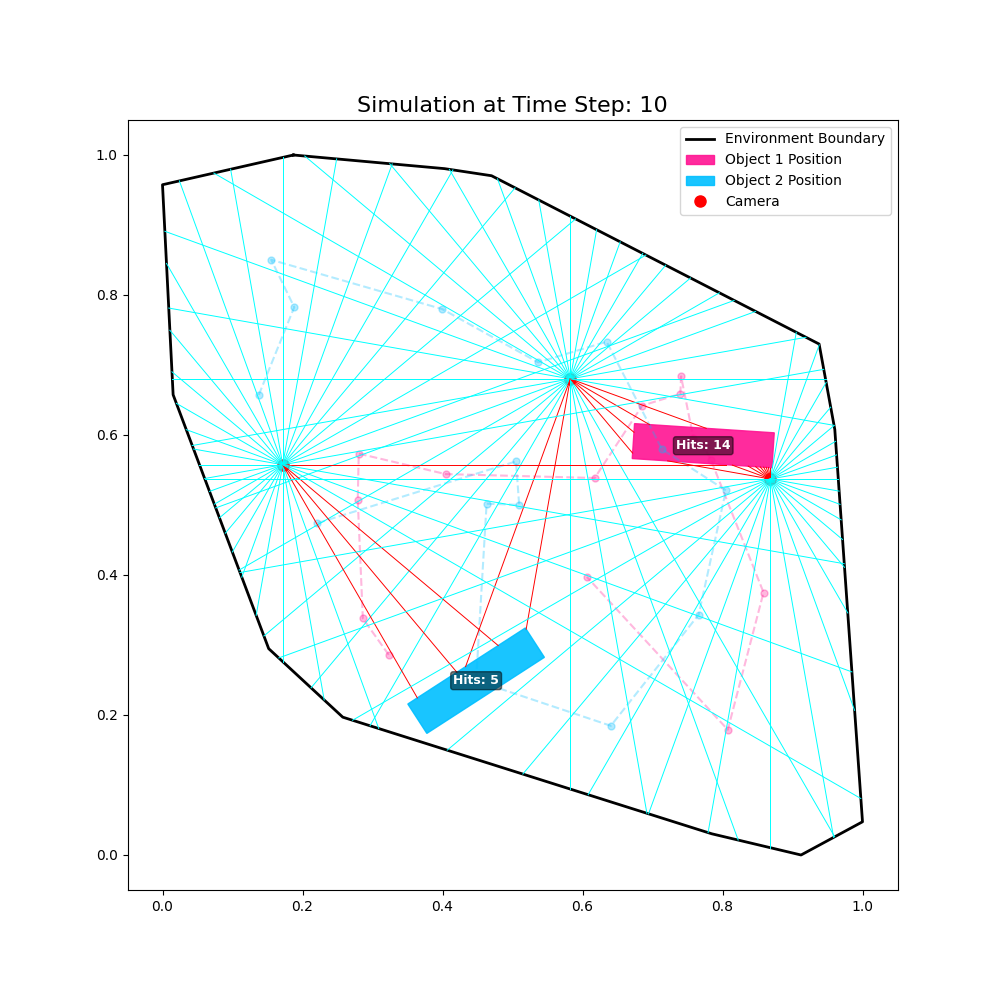 Simulation at Time Step: 10
Environment Boundary
Object 1 Position
Object 2 Position
Camera
Hits: 14
Hits: 5
1.0
0.8
0.6
0.4
0.2
0.0
0.0 0.2 0.4 0.6 0.8 1.0